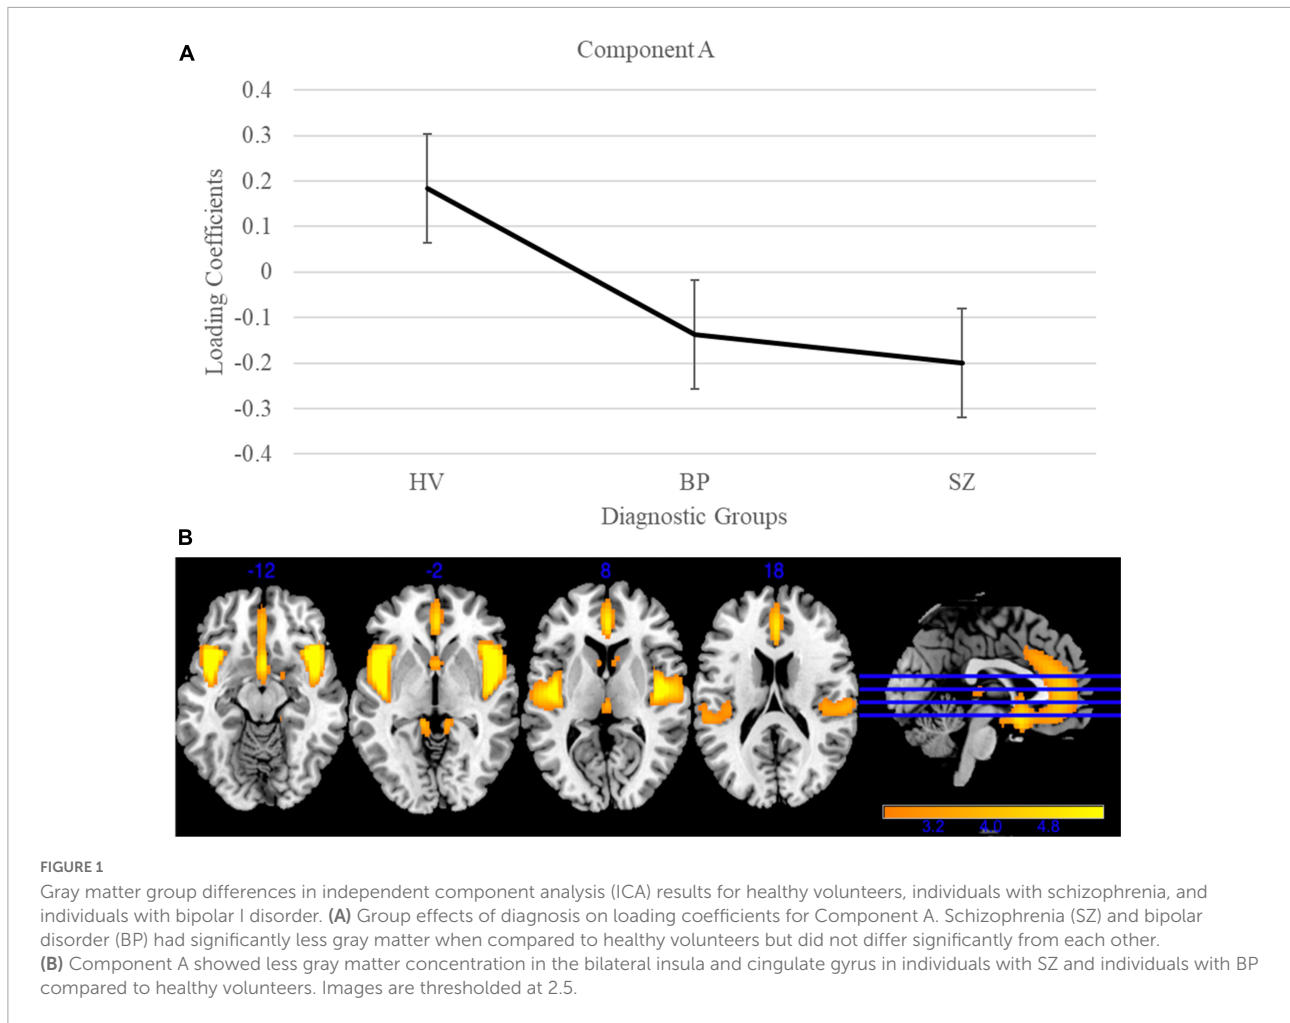 A
Component A
0.4
0.3
0.2
0.1
0
-0.1
-0.2
-0.3
-0.4
Loading Coefficients
HV BP SZ
Diagnostic Groups
B
-12 -2 8 18
3.2 4.0 4.8
FIGURE 1
Gray matter group differences in independent component analysis (ICA) results for healthy volunteers, individuals with schizophrenia, and
individuals with bipolar I disorder. (A) Group effects of diagnosis on loading coefficients for Component A. Schizophrenia (SZ) and bipolar
disorder (BP) had significantly less gray matter when compared to healthy volunteers but did not differ significantly from each other.
(B) Component A showed less gray matter concentration in the bilateral insula and cingulate gyrus in individuals with SZ and individuals with BP
compared to healthy volunteers. Images are thresholded at 2.5.